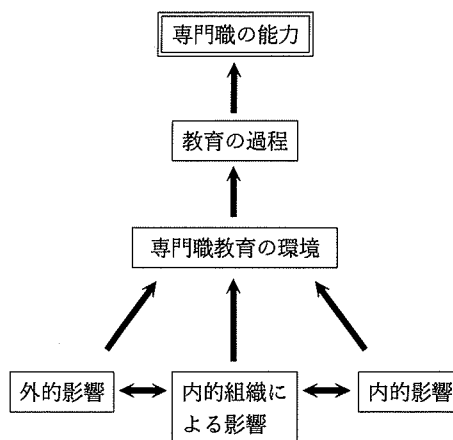 専門職の能力
教育の過程
専門職教育の環境
外的影響
内的組織に
よる影響
内的影響